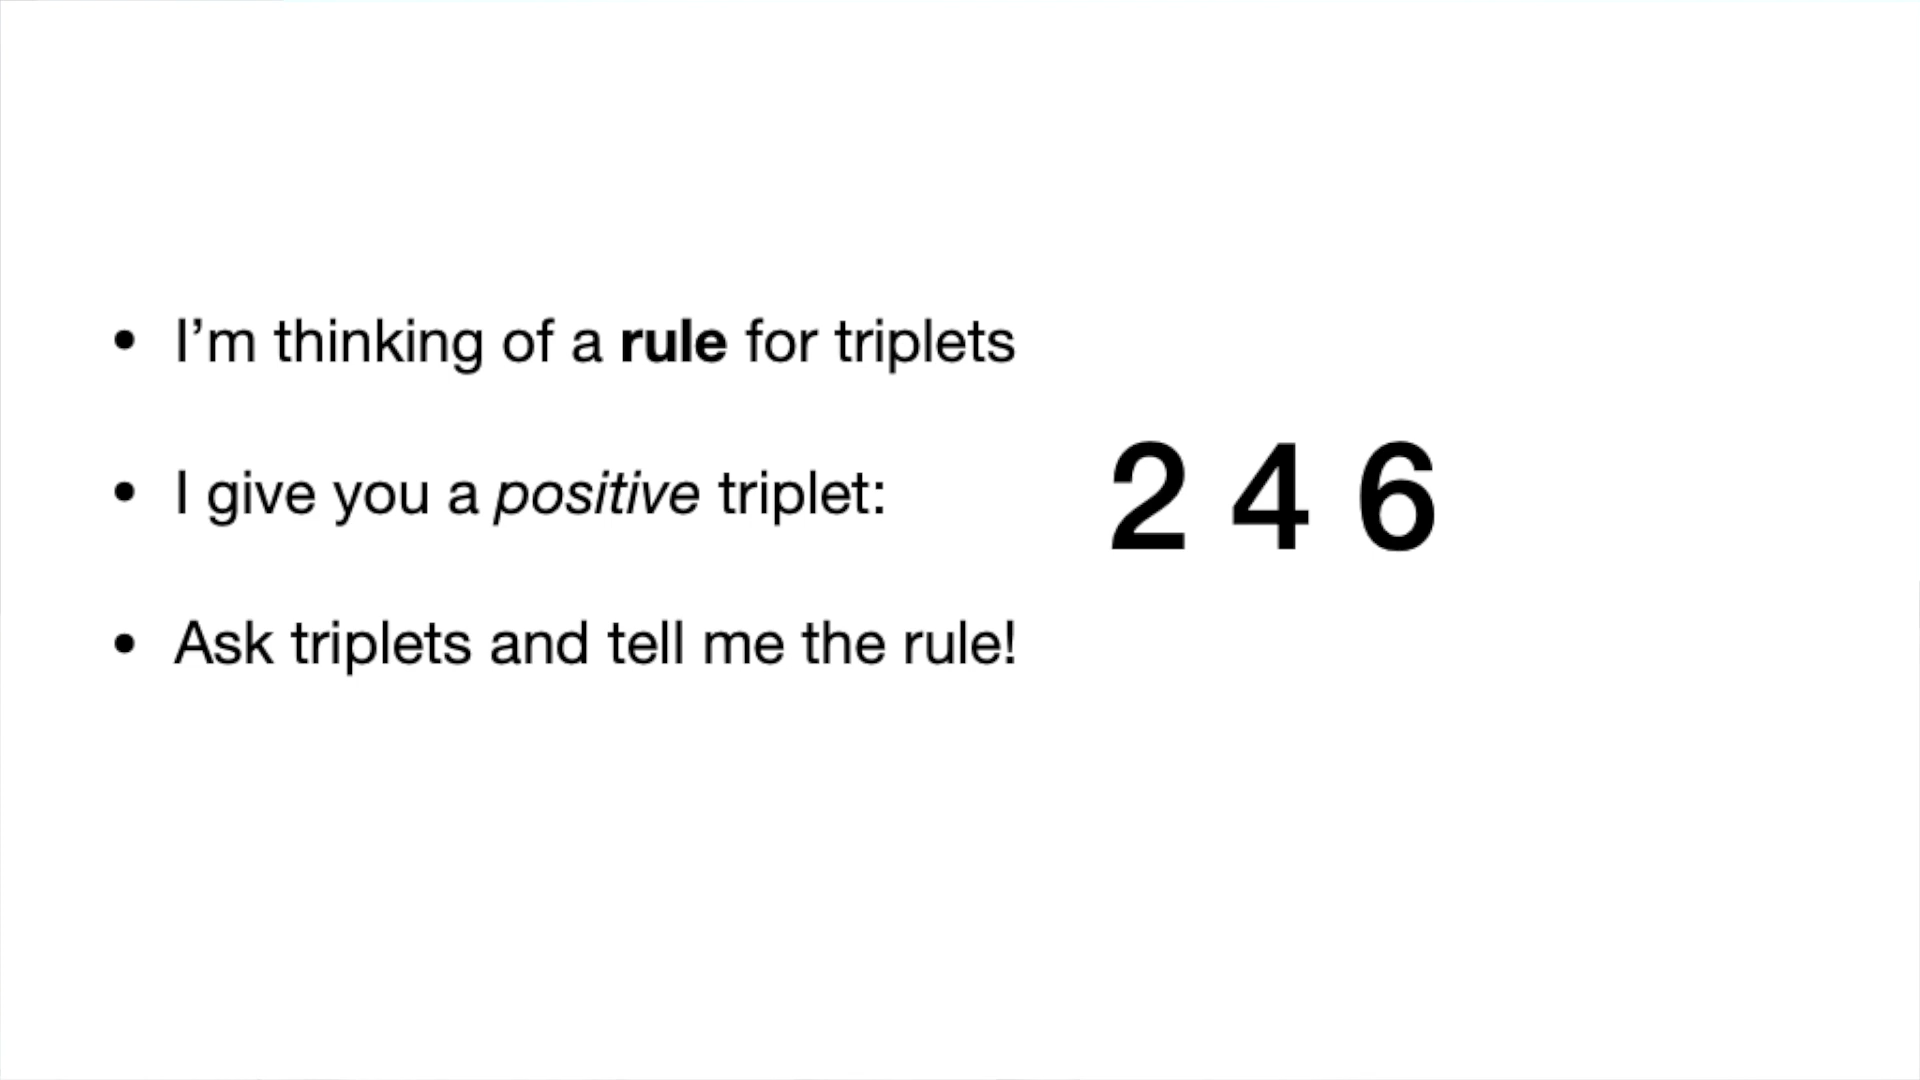 • I’m thinking of a rule for triplets
• I give you a positive triplet:
2 4 6
• Ask triplets and tell me the rule!